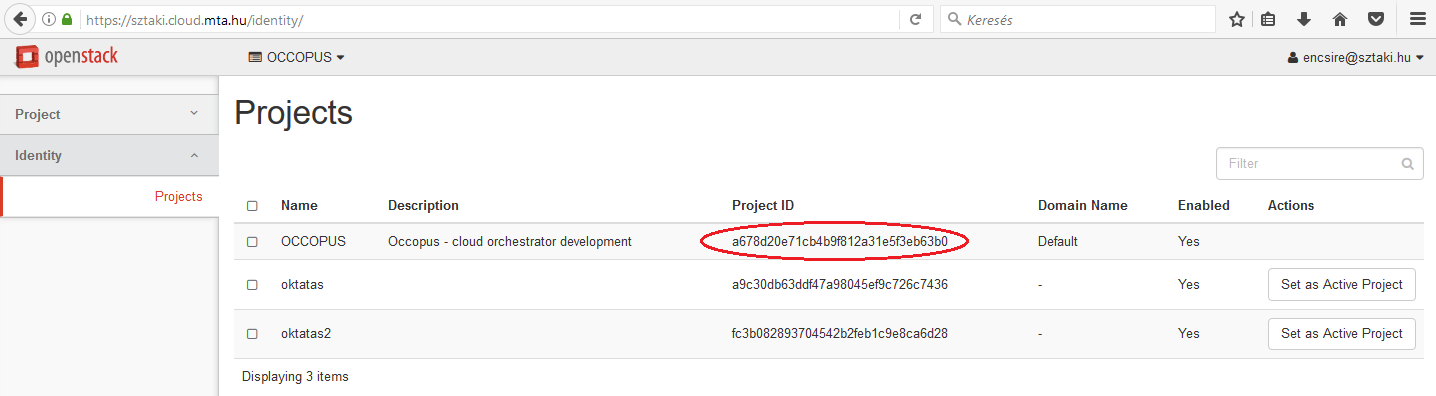 https://sztaki.cloud.mta.hu/identity/ Keresés
openstack OCCOPUS encsire@sztaki.hu
Project
Identity
Projects
Projects
Filter
Name Description Project ID Domain Name Enabled Actions
OCCOPUS Occopus - cloud orchestrator development a678d20e71cb4b9f812a31e5f3eb63b0 Default Yes
oktatas a9c30db63ddf47a98045ef9c726c7436 - Yes Set as Active Project
oktatas2 fc3b082893704542b2feb1c9e8ca6d28 - Yes Set as Active Project
Displaying 3 items